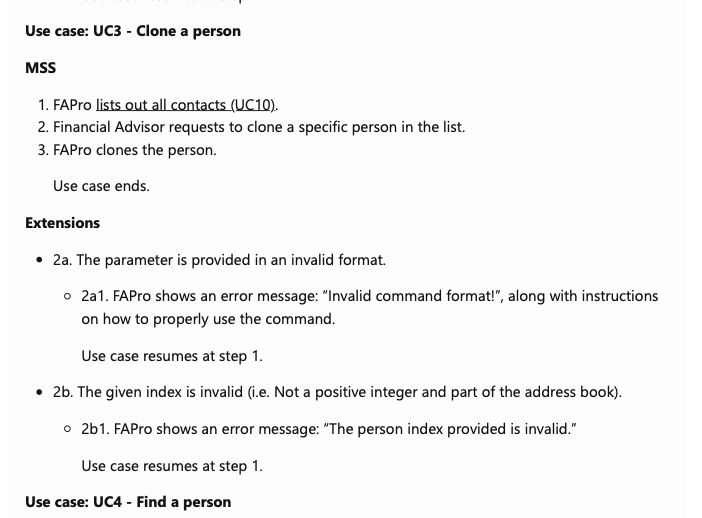 Use case: UC3 - Clone a person
MSS
1. FAPro lists out all contacts (UC10).
2. Financial Advisor requests to clone a specific person in the list.
3. FAPro clones the person.
Use case ends.
Extensions
• 2a. The parameter is provided in an invalid format.
○ 2a1. FAPro shows an error message: “Invalid command format!”, along with instructions
on how to properly use the command.
Use case resumes at step 1.
• 2b. The given index is invalid (i.e. Not a positive integer and part of the address book).
○ 2b1. FAPro shows an error message: “The person index provided is invalid.”
Use case resumes at step 1.
Use case: UC4 - Find a person